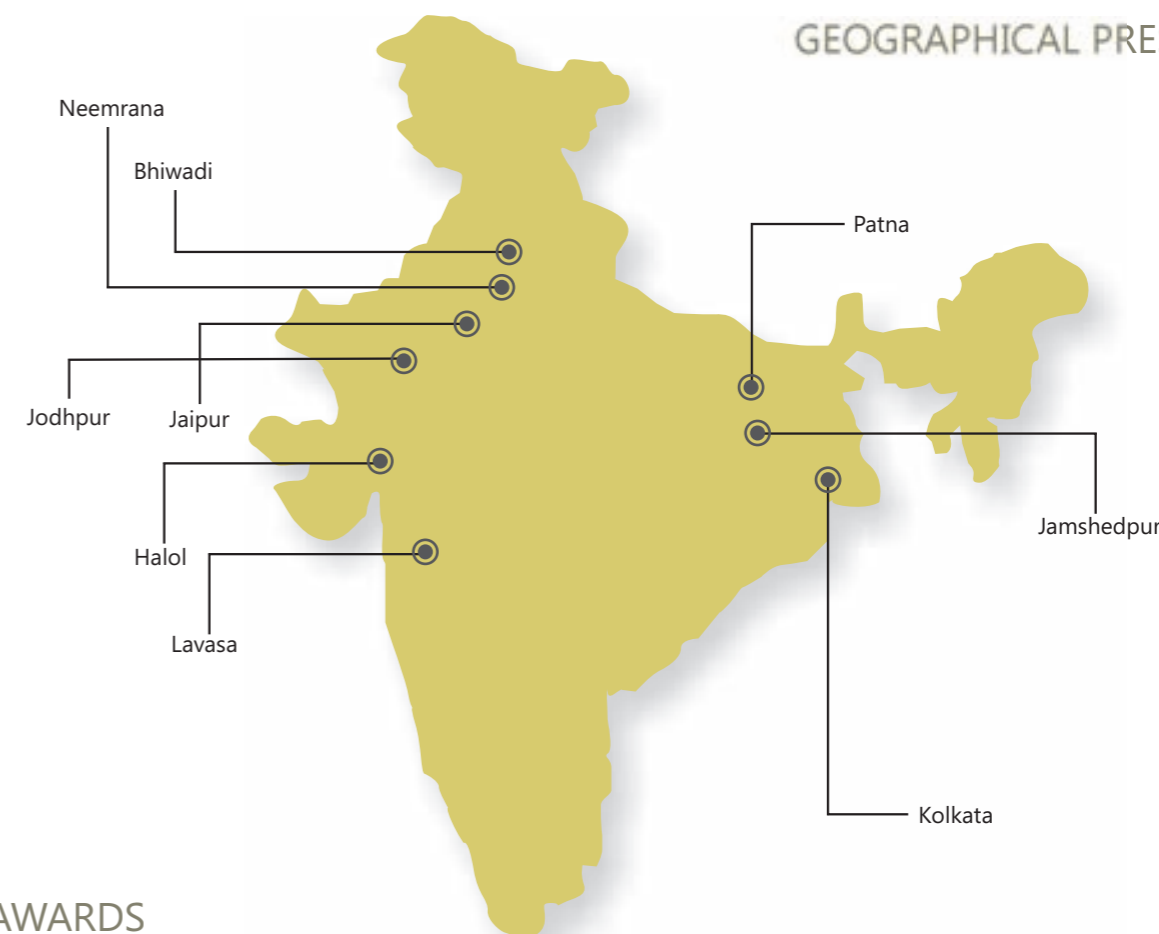 GEOGRAPHICAL PRE
Neemrana
Bhiwadi
Patna
Jodhpur
Jaipur
Jamshedpur
Halol
Lavasa
Kolkata
AWARDS